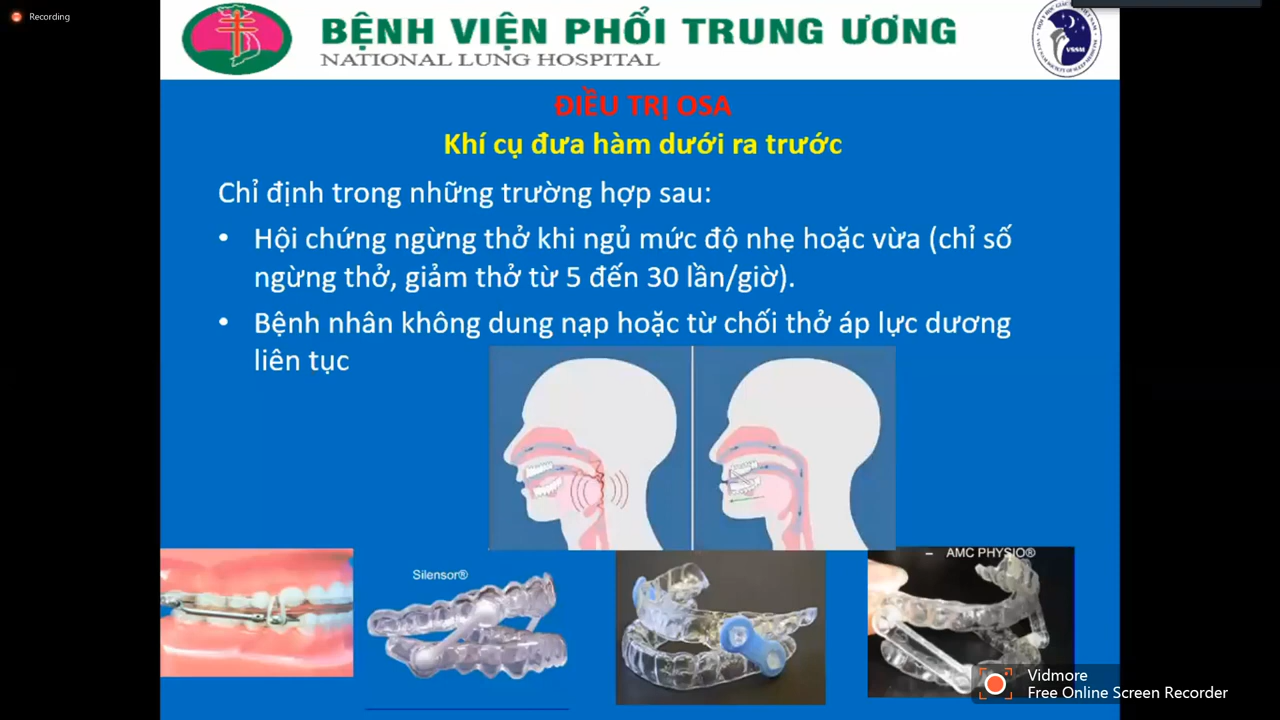 Recording
BỆNH VIỆN PHỔI TRUNG ƯƠNG
NATIONAL LUNG HOSPITAL
VSSM
ĐIỀU TRỊ OSA
Khí cụ đưa hàm dưới ra trước
Chỉ định trong những trường hợp sau:
• Hội chứng ngừng thở khi ngủ mức độ nhẹ hoặc vừa (chỉ số
ngừng thở, giảm thở từ 5 đến 30 lần/giờ).
• Bệnh nhân không dung nạp hoặc từ chối thở áp lực dương
liên tục
Silensor®
– AMC PHYSIO®
Vidmore
Free Online Screen Recorder